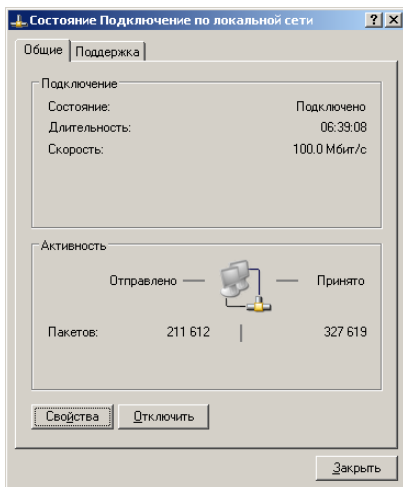 Состояние Подключение по локальной сети
Общие Поддержка
Подключение
Состояние: Подключено
Длительность: 06:39:08
Скорость: 100.0 Мбит/с
Активность
Отправлено — — Принято
Пакетов: 211 612 | 327 619
Свойства Отключить
Закрыть